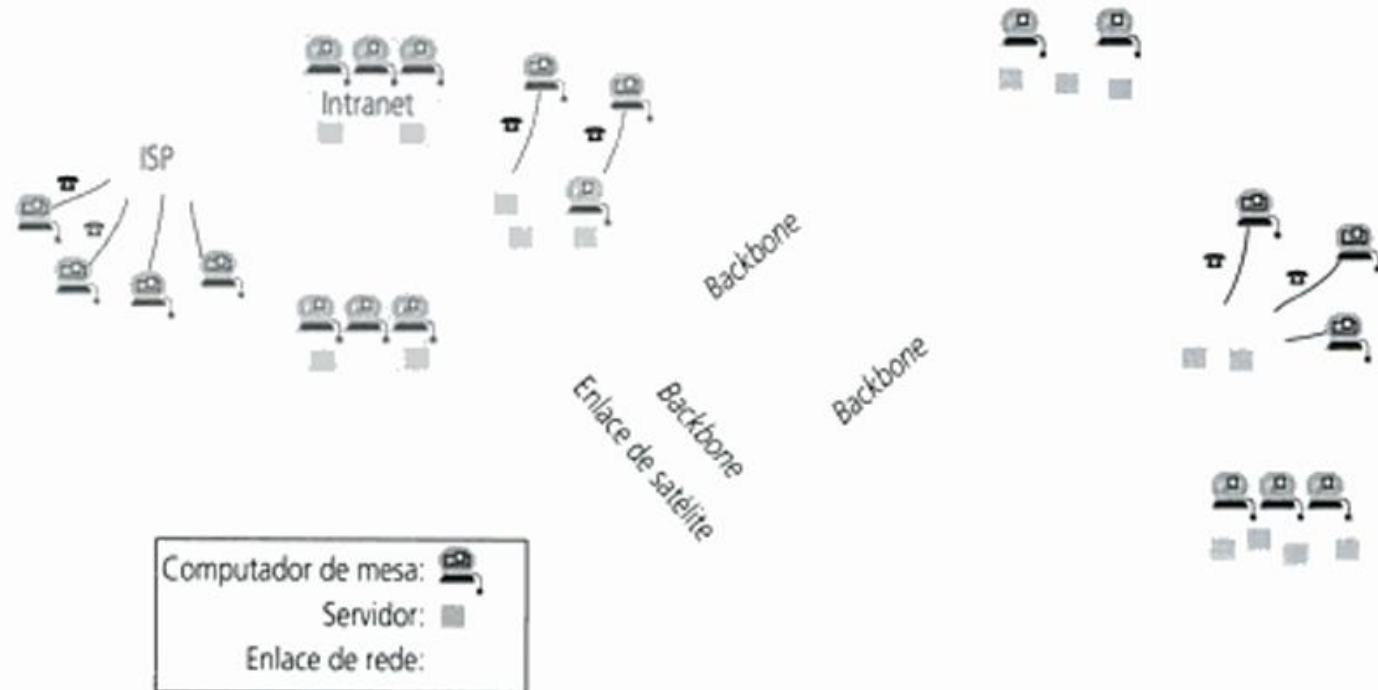 Intranet
ISP
Backbone
Backbone
Backbone
Enlace de satélite
Computador de mesa:
Servidor:
Enlace de rede: